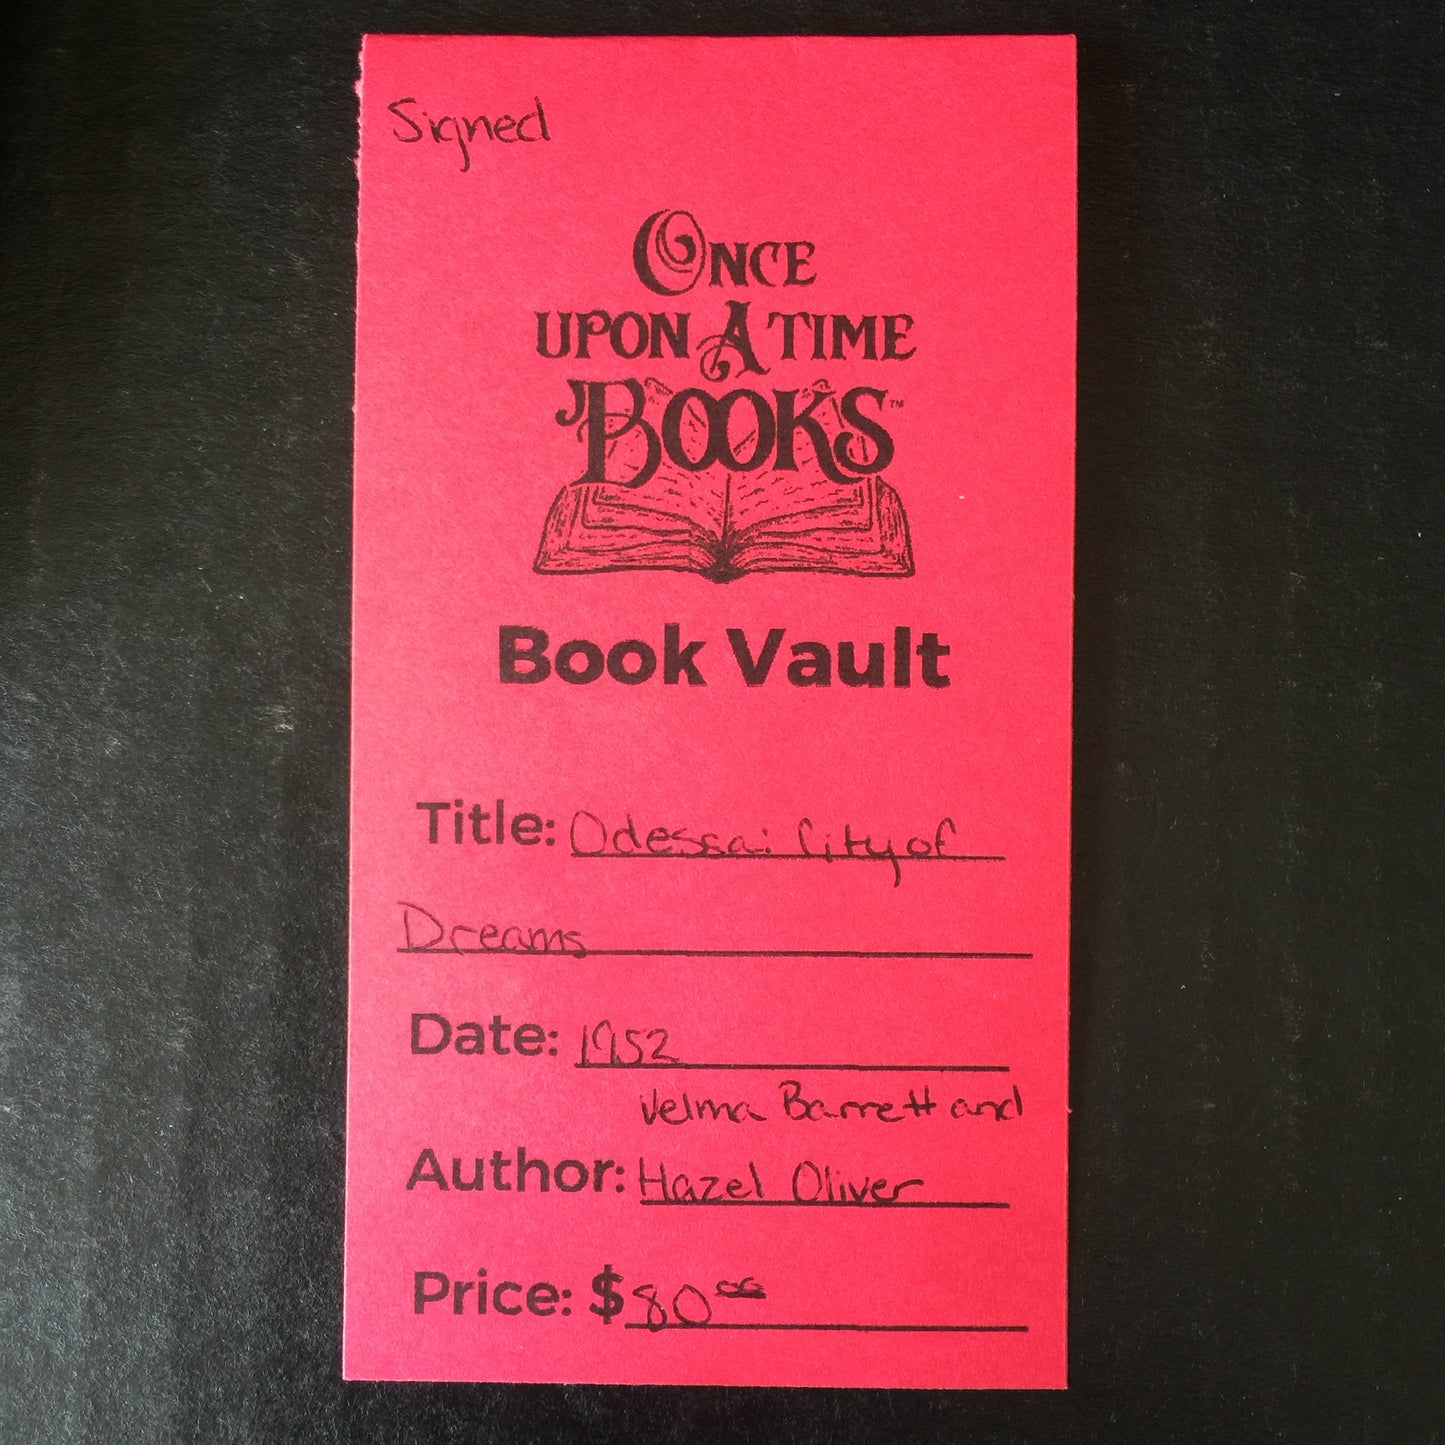 Signed
ONCE
UPON A TIME
BOOKS™
Book Vault
Title: Odessa: City of
Dreams
Date: 1952
Velma Barrett and
Author: Hazel Oliver
Price: $80 00